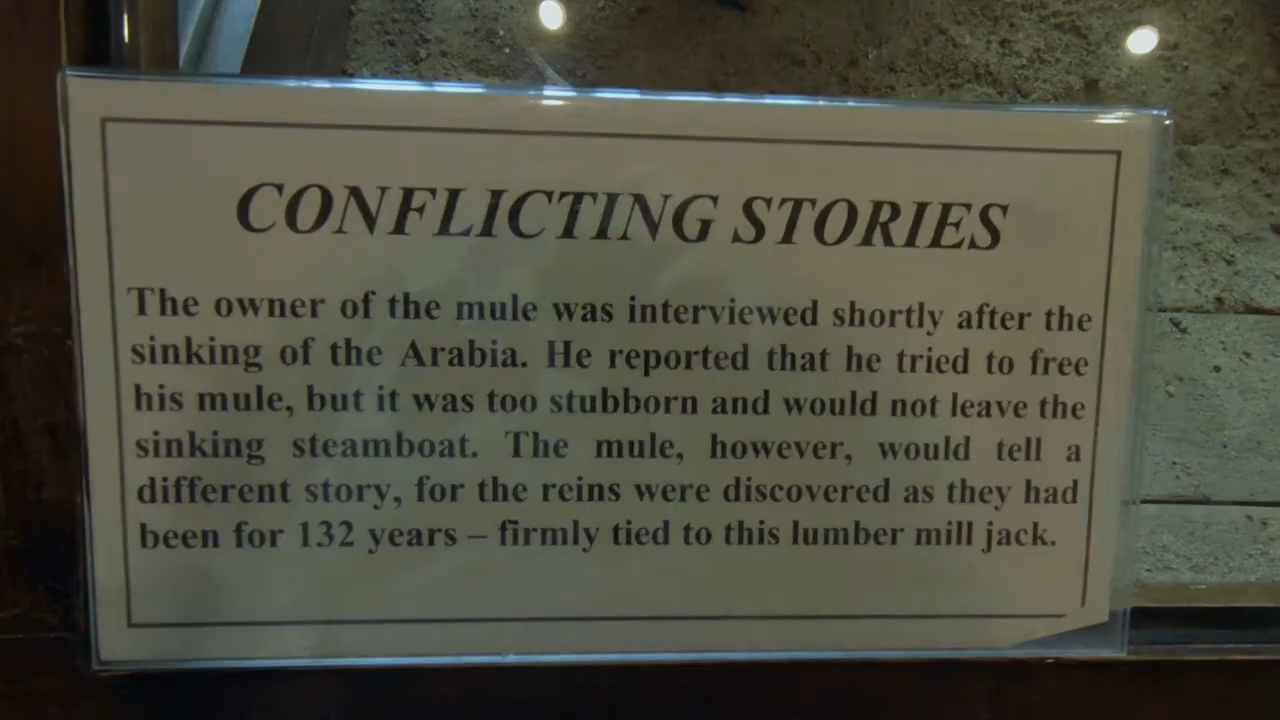 CONFLICTING STORIES
The owner of the mule was interviewed shortly after the
sinking of the Arabia. He reported that he tried to free
his mule, but it was too stubborn and would not leave the
sinking steamboat. The mule, however, would tell a
different story, for the reins were discovered as they had
been for 132 years – firmly tied to this lumber mill jack.